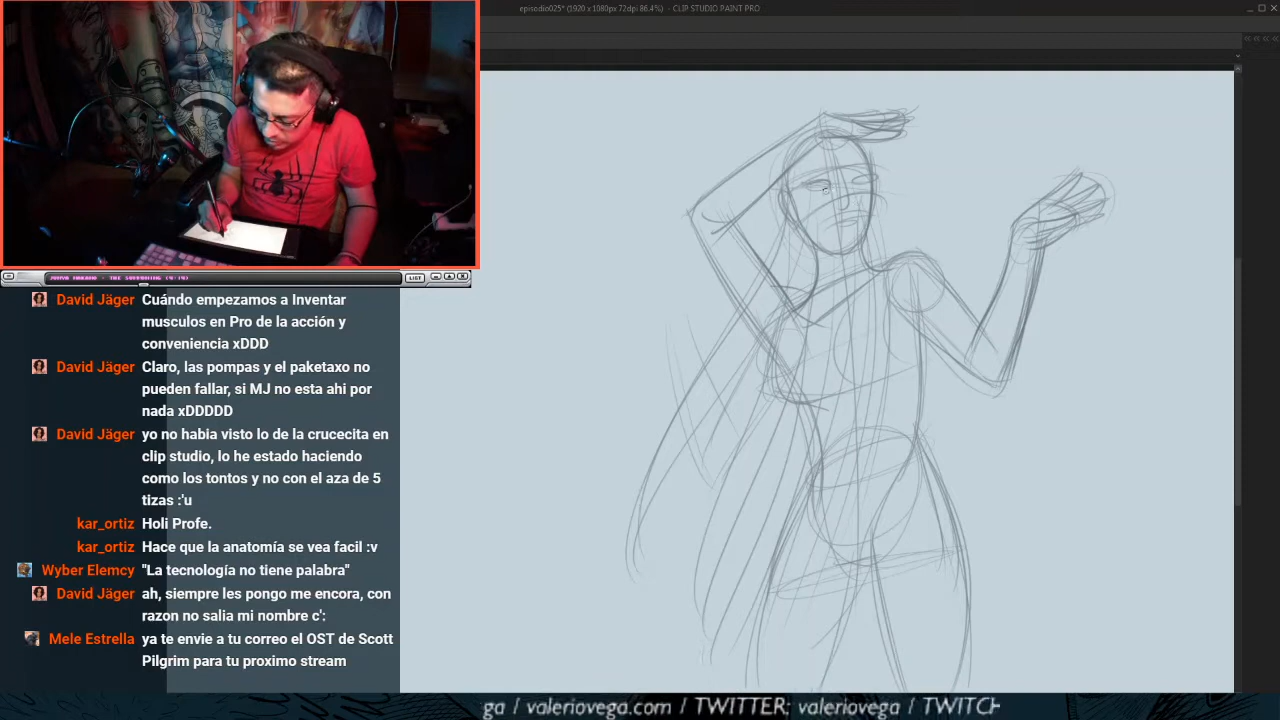 episodio025* (1920 x 1080px 72dpi 86.4%) - CLIP STUDIO PAINT PRO
LIST
David Jäger Cuándo empezamos a Inventar
musculos en Pro de la acción y
conveniencia xDDD
David Jäger Claro, las pompas y el paketaxo no
pueden fallar, si MJ no esta ahi por
nada xDDDDD
David Jäger yo no habia visto lo de la crucecita en
clip studio, lo he estado haciendo
como los tontos y no con el aza de 5
tizas :'u
kar_ortiz Holi Profe.
kar_ortiz Hace que la anatomía se vea facil :v
Wyber Elemcy "La tecnología no tiene palabra"
David Jäger ah, siempre les pongo me encora, con
razon no salia mi nombre c':
Mele Estrella ya te envie a tu correo el OST de Scott
Pilgrim para tu proximo stream
ga / valeriovega.com / TWITTER: valeriovega / TWITCH